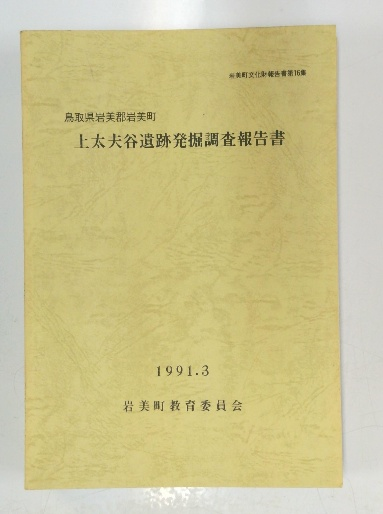 岩美町文化財報告書第16集
鳥取県岩美郡岩美町
上太夫谷遺跡発掘調査報告書
1991.3
岩美町教育委員会